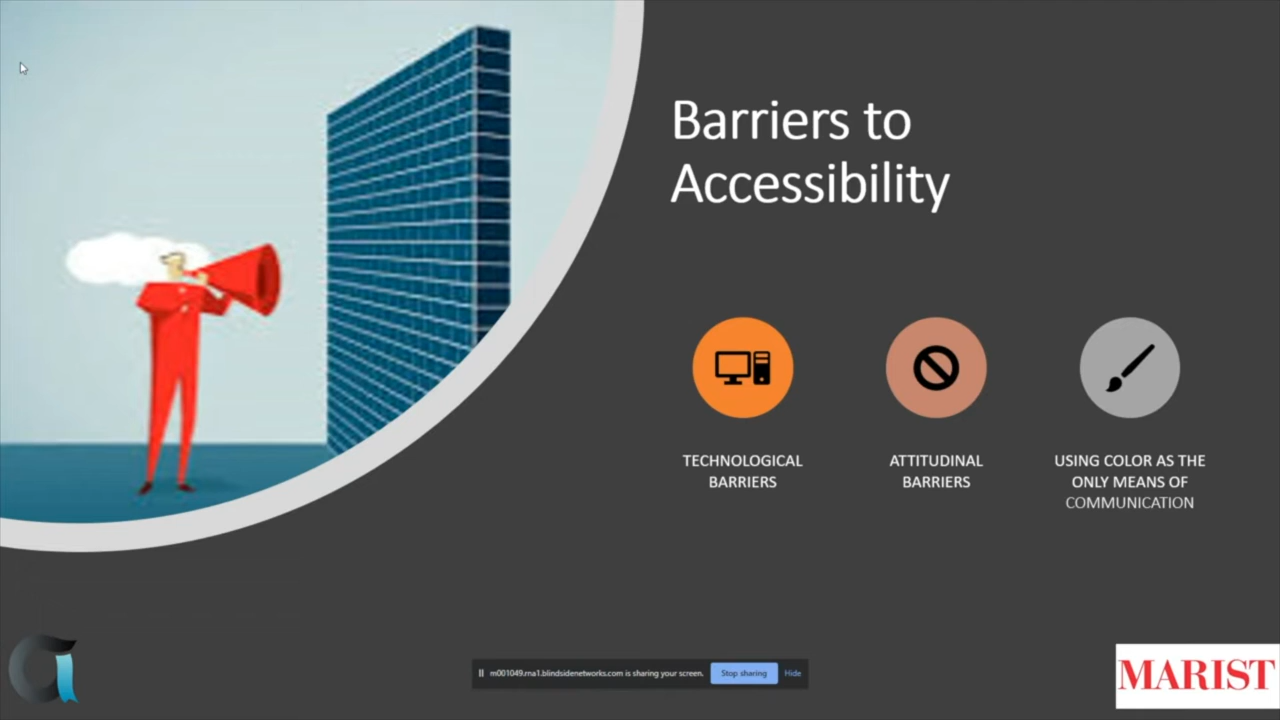 Barriers to
Accessibility
TECHNOLOGICAL
BARRIERS
ATTITUDINAL
BARRIERS
USING COLOR AS THE
ONLY MEANS OF
COMMUNICATION
m001049.rna1.blindsidenetworks.com is sharing your screen.
Stop sharing
Hide
MARIST